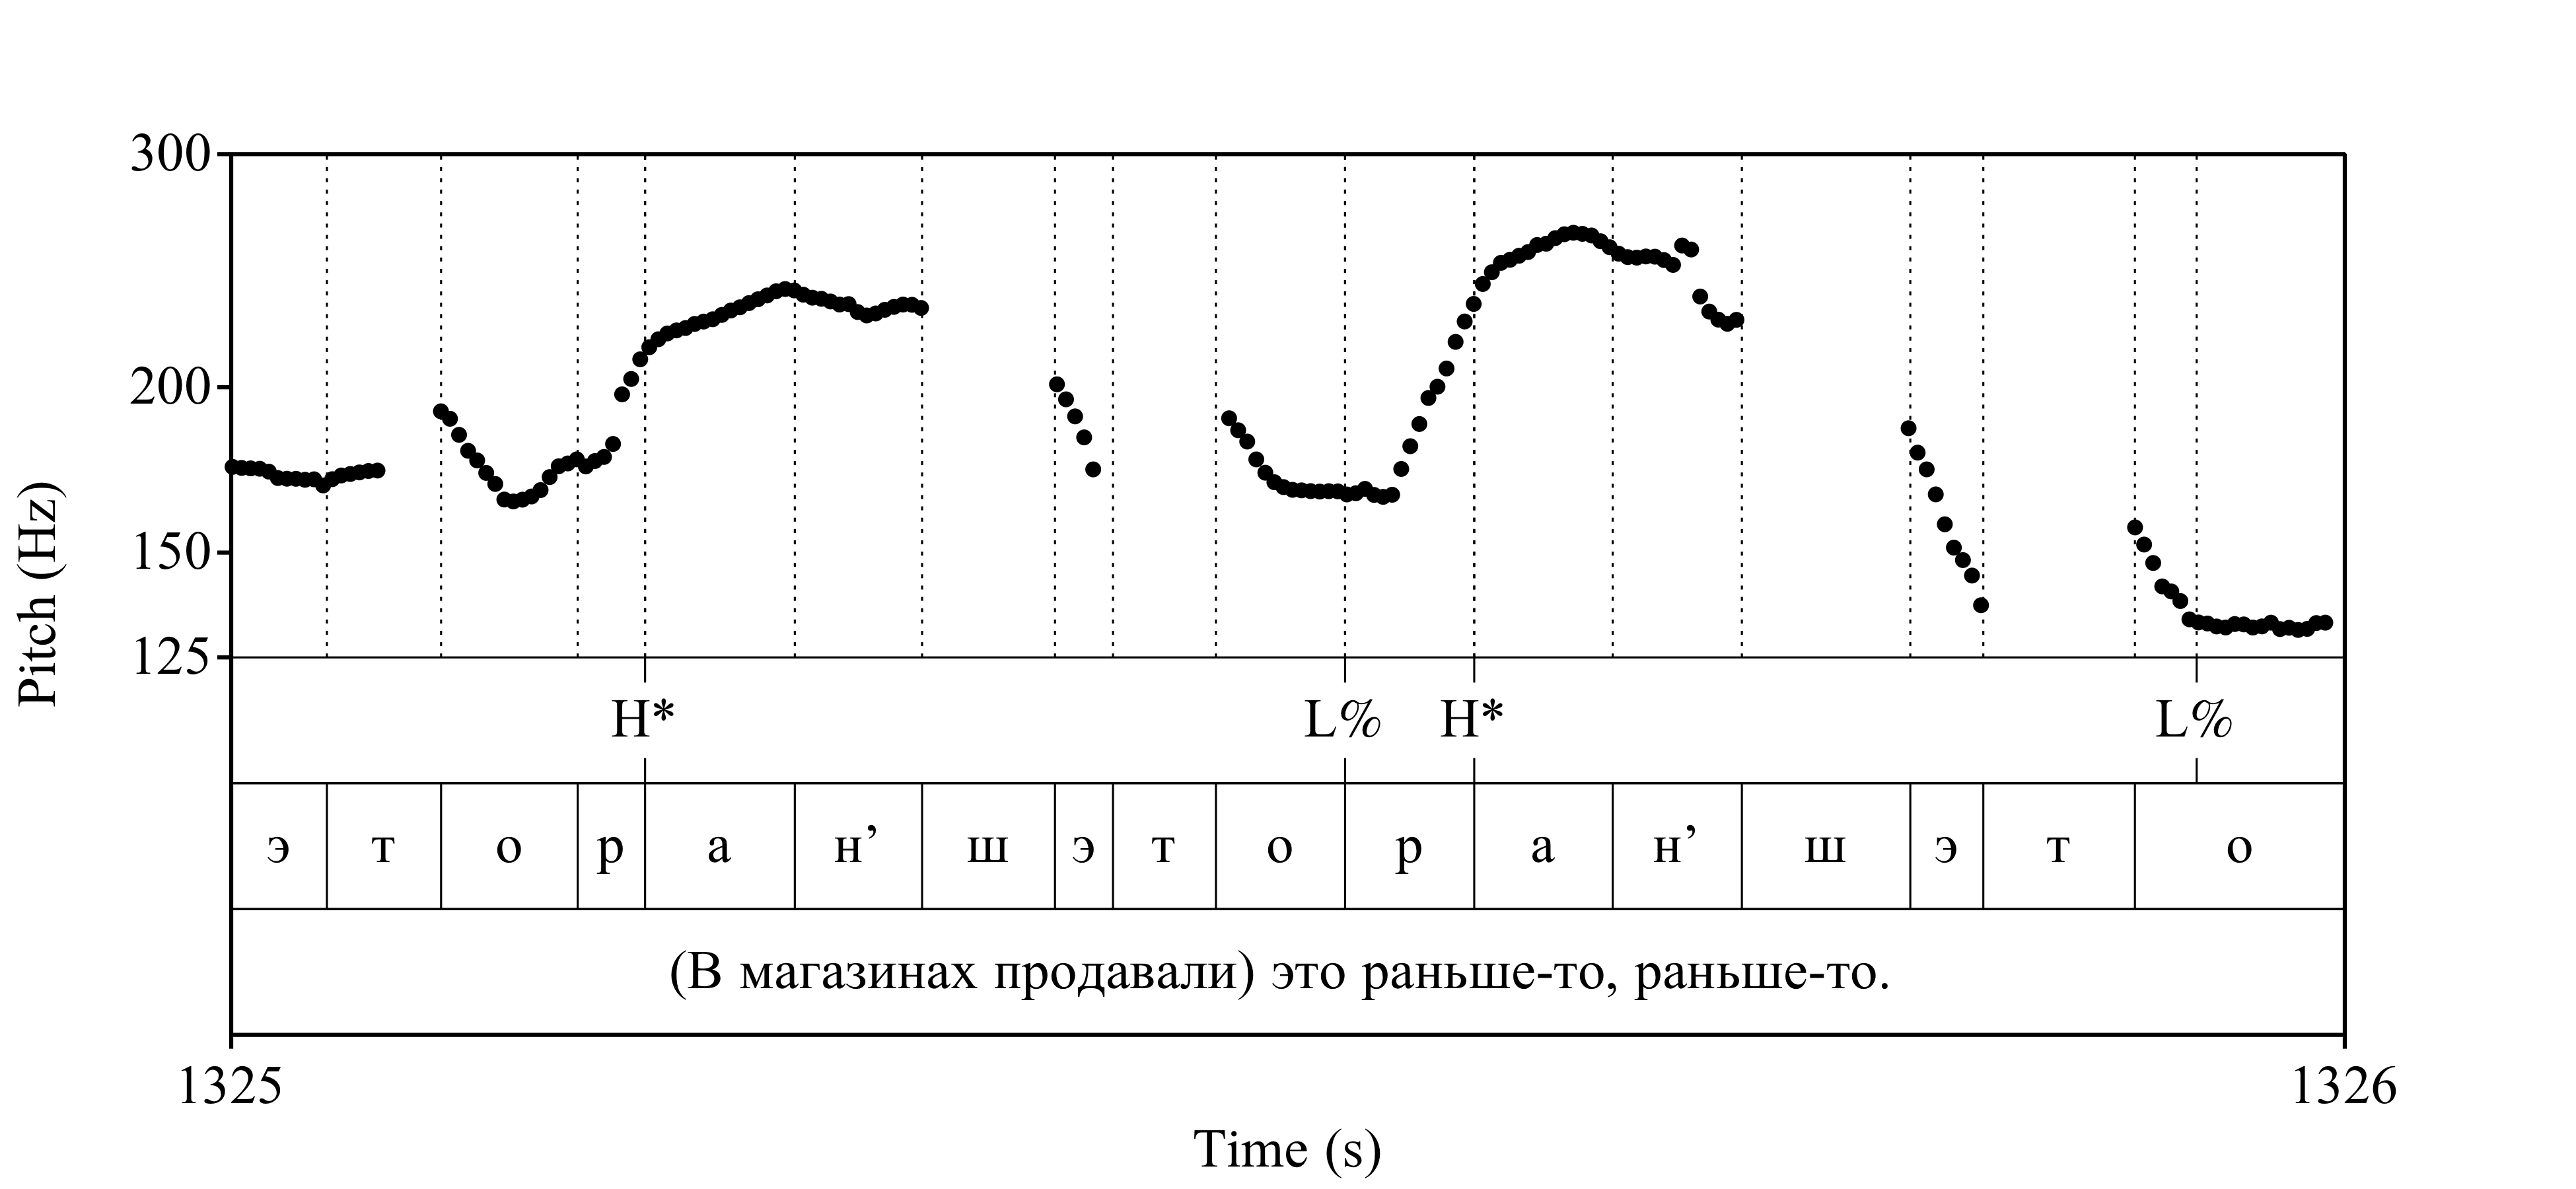 300
200
150
125
Pitch (Hz)
H* L% H* L%
э т о р а н’ ш э т о р а н’ ш э т о
(В магазинах продавали) это раньше-то, раньше-то.
1325 1326
Time (s)